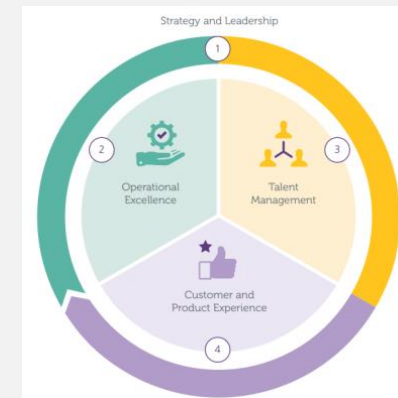 Strategy and Leadership
1
2
3
Operational
Excellence
Talent
Management
Customer and
Product Experience
4